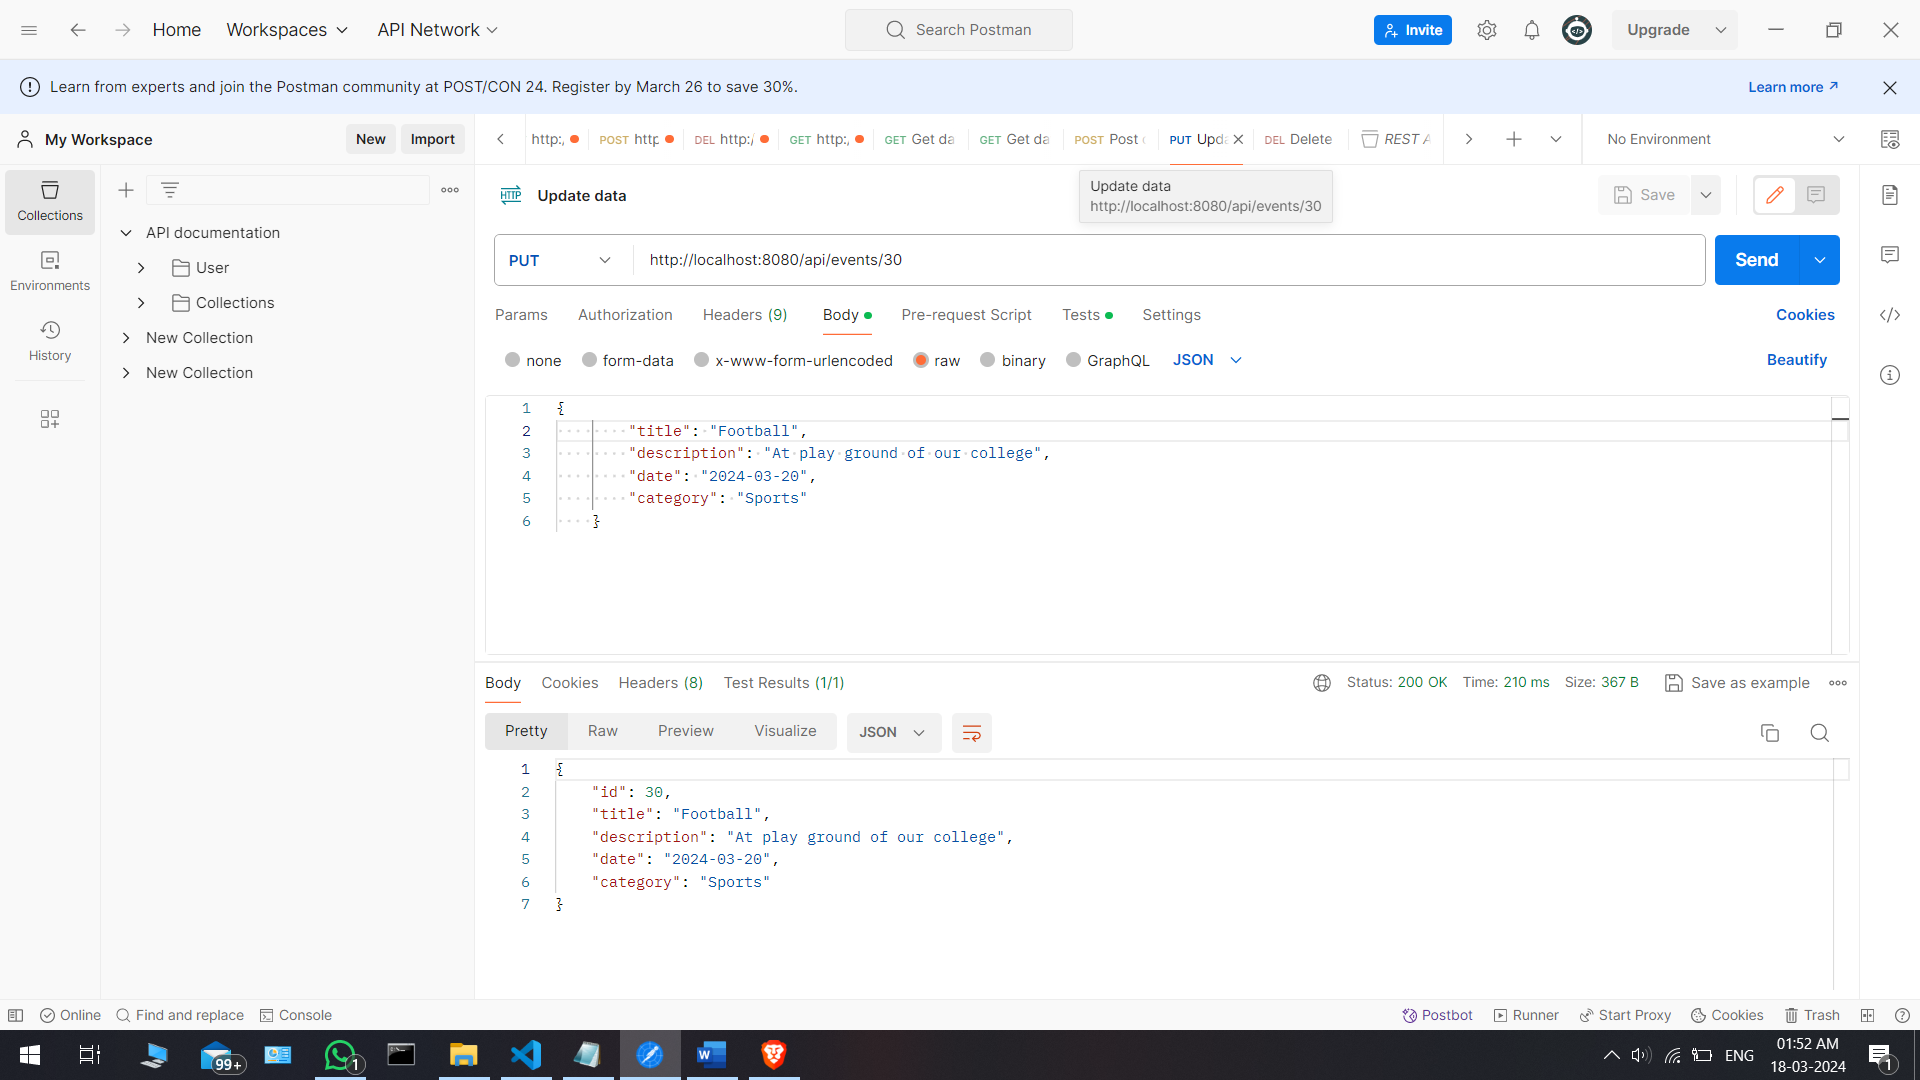 Home Workspaces API Network Search Postman Invite Upgrade
Learn from experts and join the Postman community at POST/CON 24. Register by March 26 to save 30%. Learn more
My Workspace New Import
http:, POST http DEL http:/ GET http:, GET Get da GET Get da POST Post PUT Upda DEL Delete REST A No Environment
Update data
Update data
http://localhost:8080/api/events/30
Save
Collections
Environments
History
API documentation
User
Collections
New Collection
New Collection
PUT http://localhost:8080/api/events/30 Send
Params Authorization Headers (9) Body Pre-request Script Tests Settings Cookies
none form-data x-www-form-urlencoded raw binary GraphQL JSON Beautify
1 {
2 "title": "Football",
3 "description": "At play ground of our college",
4 "date": "2024-03-20",
5 "category": "Sports"
6 }
Body Cookies Headers (8) Test Results (1/1) Status: 200 OK Time: 210 ms Size: 367 B Save as example
Pretty Raw Preview Visualize JSON
1 {
2 "id": 30,
3 "title": "Football",
4 "description": "At play ground of our college",
5 "date": "2024-03-20",
6 "category": "Sports"
7 }
Online Find and replace Console Postbot Runner Start Proxy Cookies Trash
99+ 1 ENG 01:52 AM
18-03-2024 1